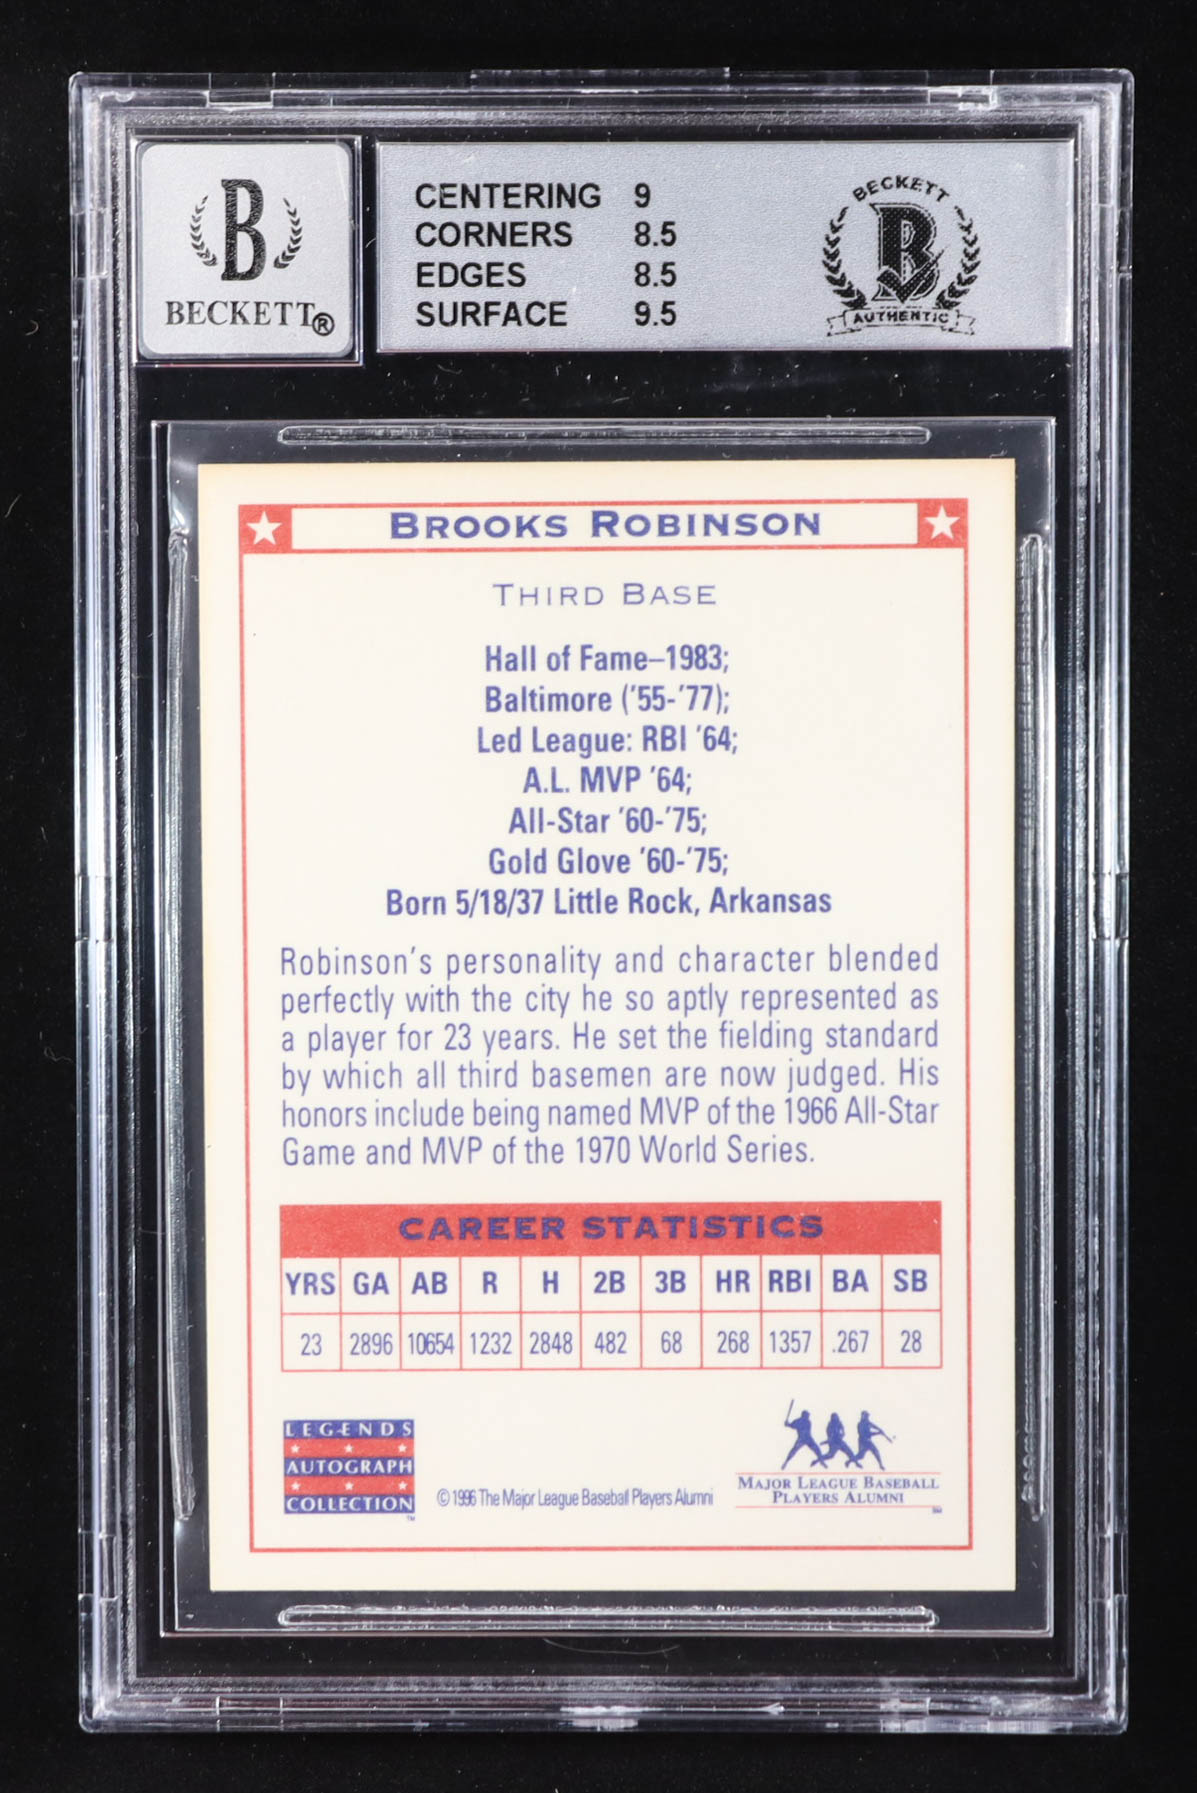 B
BECKETT®
CENTERING 9
CORNERS 8.5
EDGES 8.5
SURFACE 9.5
BECKETT
B
AUTHENTIC
BROOKS ROBINSON
THIRD BASE
Hall of Fame–1983;
Baltimore ('55-'77);
Led League: RBI '64;
A.L. MVP '64;
All-Star '60-'75;
Gold Glove '60-'75;
Born 5/18/37 Little Rock, Arkansas
Robinson's personality and character blended
perfectly with the city he so aptly represented as
a player for 23 years. He set the fielding standard
by which all third basemen are now judged. His
honors include being named MVP of the 1966 All-Star
Game and MVP of the 1970 World Series.
CAREER STATISTICS
YRS GA AB R H 2B 3B HR RBI BA SB
23 2896 10654 1232 2848 482 68 268 1357 .267 28
LEGENDS
AUTOGRAPH
COLLECTION
TM
© 1996 The Major League Baseball Players Alumni
MAJOR LEAGUE BASEBALL
PLAYERS ALUMNI
SM